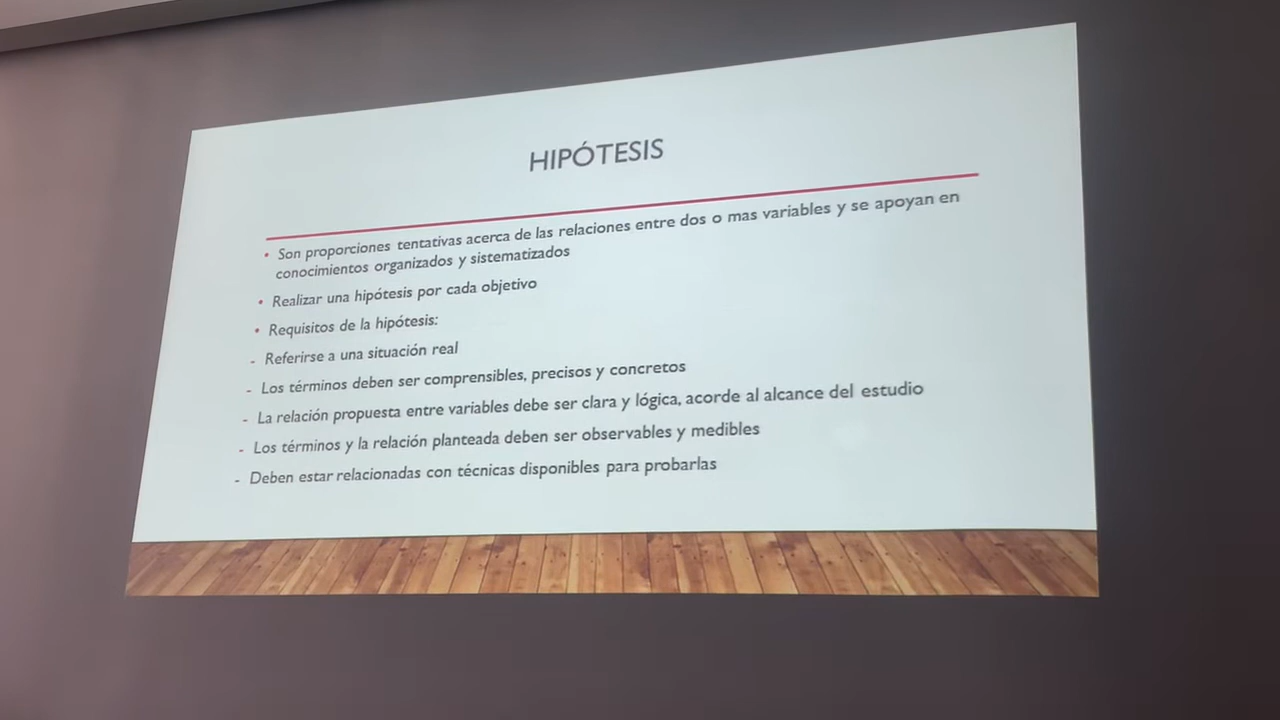 HIPÓTESIS
• Son proporciones tentativas acerca de las relaciones entre dos o mas variables y se apoyan en
conocimientos organizados y sistematizados
• Realizar una hipótesis por cada objetivo
• Requisitos de la hipótesis:
- Referirse a una situación real
- Los términos deben ser comprensibles, precisos y concretos
- La relación propuesta entre variables debe ser clara y lógica, acorde al alcance del estudio
- Los términos y la relación planteada deben ser observables y medibles
- Deben estar relacionadas con técnicas disponibles para probarlas